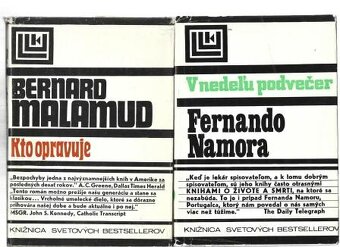 BERNARD
MALAMUD
Kto opravuje
„Bezpochyby jedna z najvýznamnejších kníh v Amerike za
posledných desať rokov." A. C. Greene, Dallas Times Herald
„Tento román možno prežije našu generáciu a stane sa
klasikou... Vrcholné umelecké dielo, ktoré sa dôrazne
prihovára našej dobe a bude aktuálne i po nej."
MSGR. John S. Kennedy, Catholic Transcript
KNIŽNICA SVETOVÝCH BESTSELLEROV
V nedeľu podvečer
Fernando
Namora
„Keď je lekár spisovateľom, a k tomu dobrým
spisovateľom, sú jeho knihy často otrasnými
KNIHAMI O ŽIVOTE A SMRTI, na ktoré sa
nezabúda. To je i prípad Fernanda Namoru,
Portugalca, ktorý nám povedal o nás samých
viac než túžime." The Daily Telegraph
KNIŽNICA SVETOVÝCH BESTSELLEROV